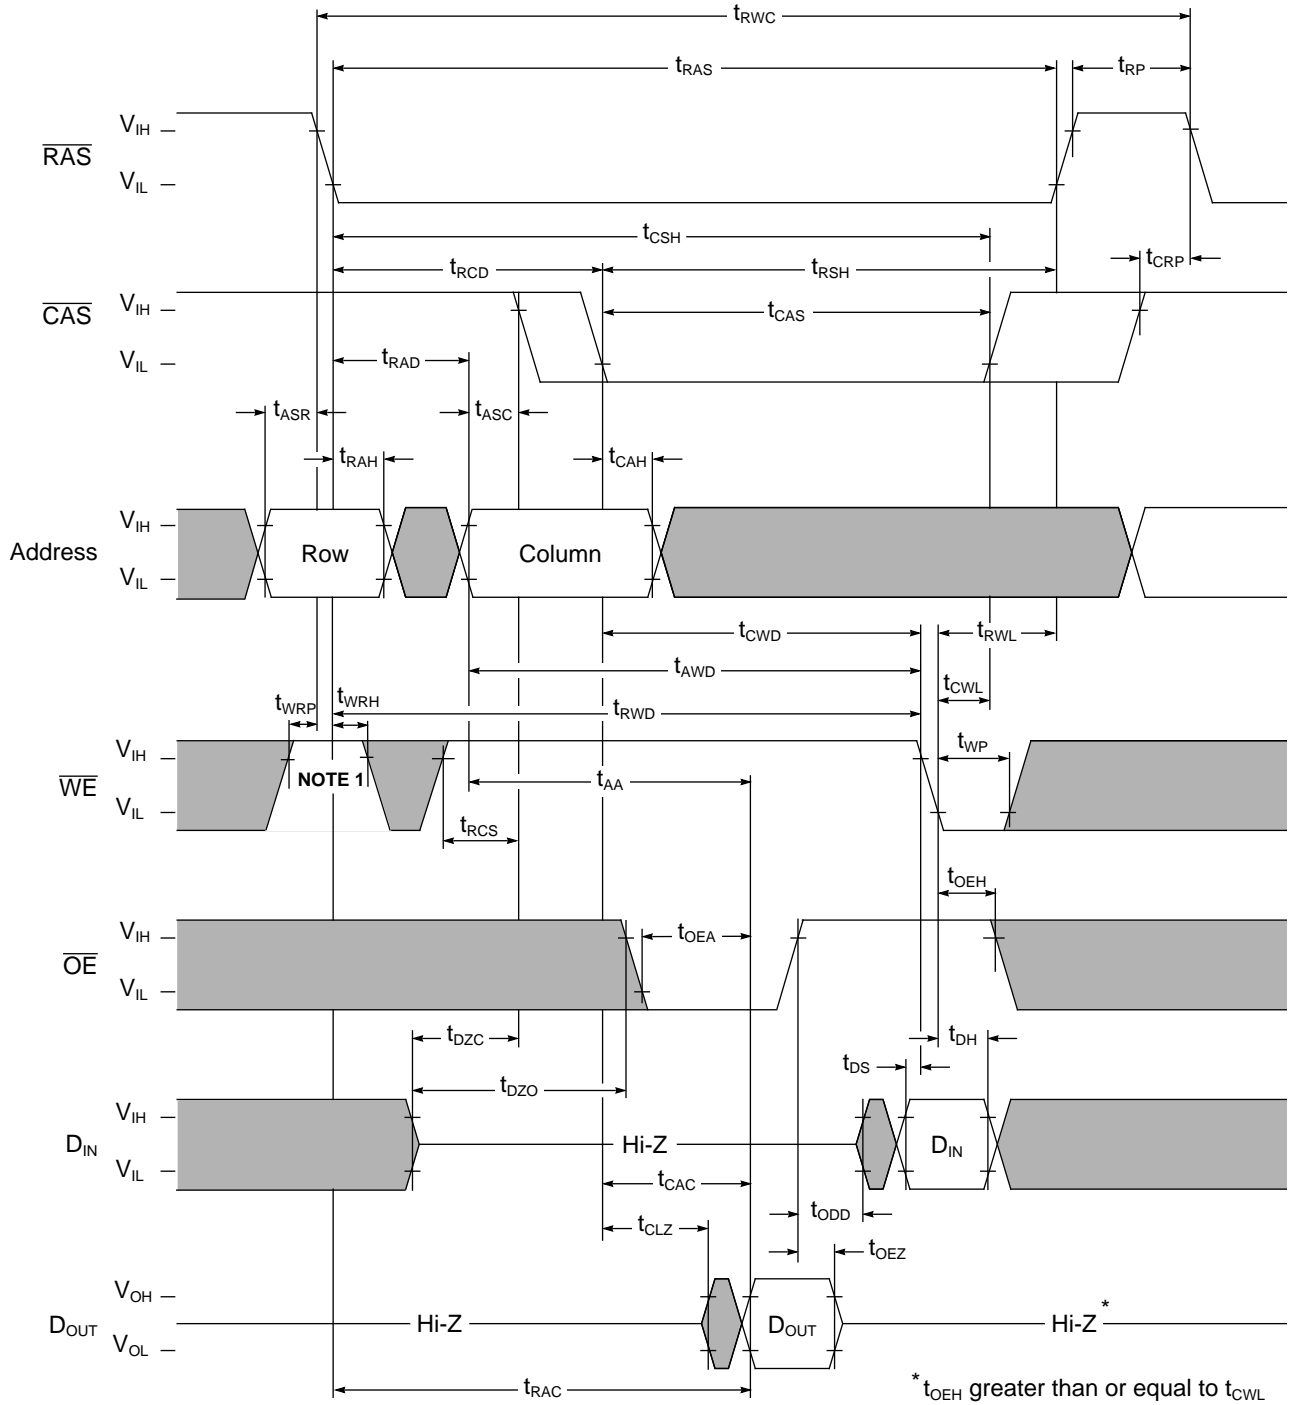 tRWC
tRAS
tRP
VIH
RAS
VIL
tCSH
tRCD
tRSH
tCRP
VIH
CAS
tCAS
VIL
tRAD
tASR
tASC
tRAH
tCAH
VIH
Address
Row
Column
VIL
tCWD
tRWL
tAWD
tWRP
tWRH
tCWL
tRWD
VIH
tWP
WE
NOTE 1
tAA
VIL
tRCS
tOEH
VIH
tOEA
OE
VIL
tDZC
tDH
tDS
tDZO
VIH
DIN
Hi-Z
DIN
VIL
tCAC
tODD
tCLZ
tOEZ
VOH
DOUT
Hi-Z
DOUT
Hi-Z*
VOL
tRAC
*tOEH greater than or equal to tCWL